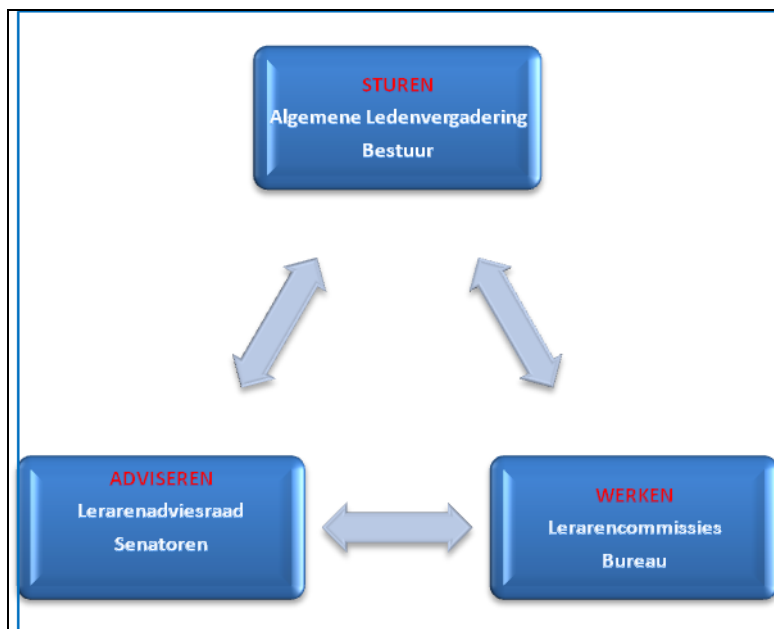 STUREN
Algemene Ledenvergadering
Bestuur
ADVISEREN
Lerarenadviesraad
Senatoren
WERKEN
Lerarencommissies
Bureau